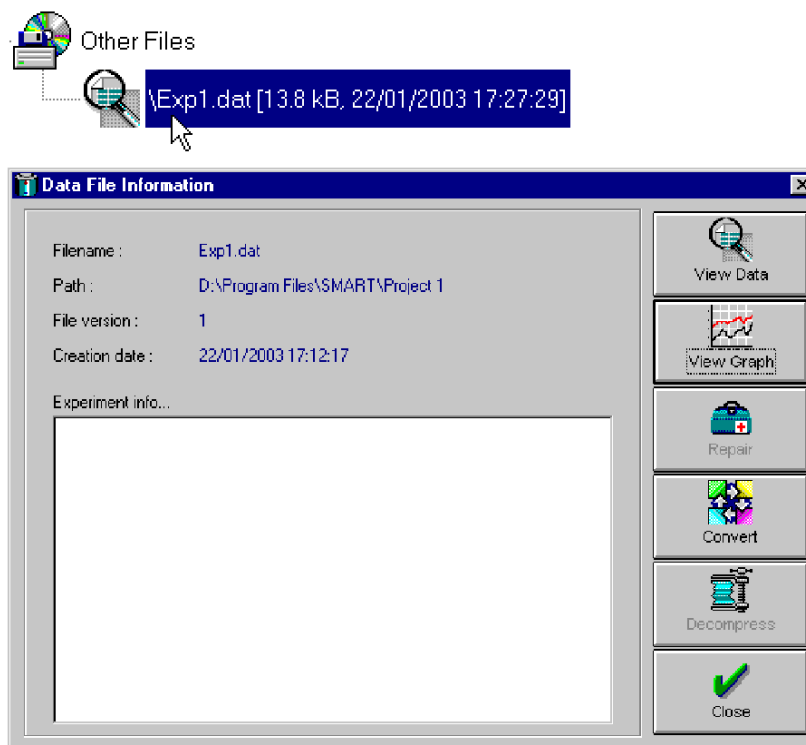 Other Files
\Exp1.dat [13.8 kB, 22/01/2003 17:27:29]
Data File Information
Filename : Exp1.dat
Path : D:\Program Files\SMART\Project 1
File version : 1
Creation date : 22/01/2003 17:12:17
Experiment info...
View Data
View Graph
Repair
Convert
Decompress
Close